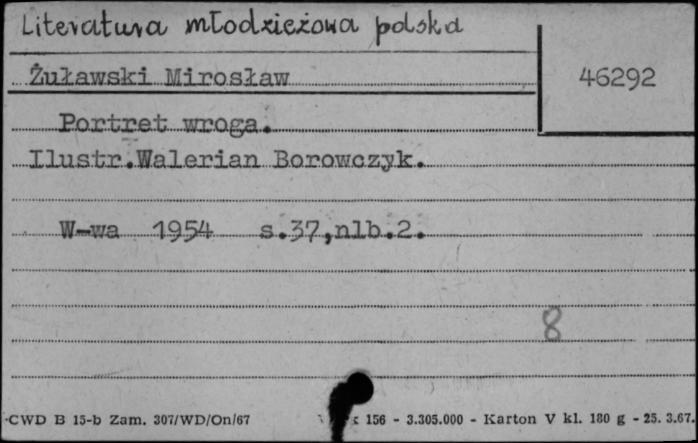 Literatura młodzieżowa polska
Żuławski Mirosław
46292
Portret wroga.
Ilustr.Walerian Borowczyk.
W-wa 1954 s.37,nlb.2.
8
CWD B 15-b Zam. 307/WD/On/67
156 - 3.305.000 - Karton V kl. 180 g - 25. 3.67.